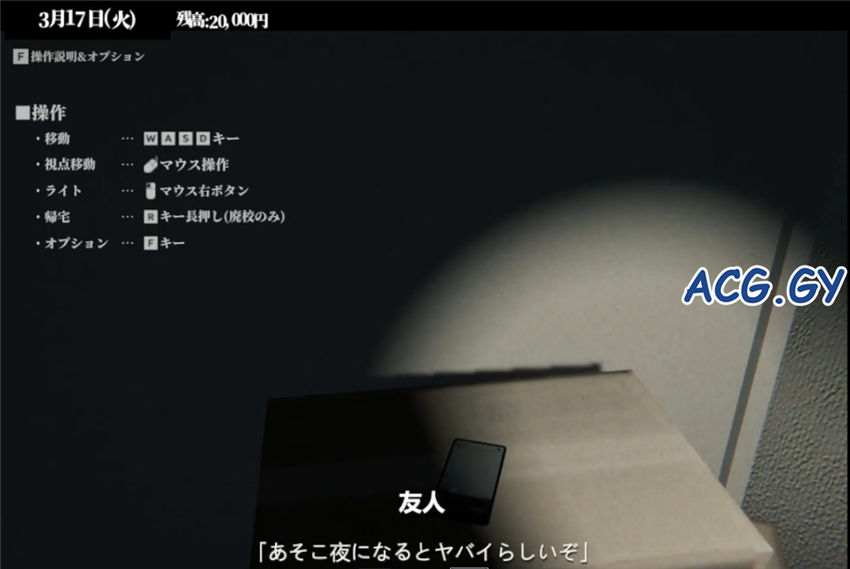 3月17日(火)
残高:20,000円
F 操作説明&オプション
■操作
・移動 … W A S D キー
・視点移動 … マウス操作
・ライト … マウス右ボタン
・帰宅 … R キー長押し(廃校のみ)
・オプション … F キー
ACG.GY
友人
「あそこ夜になるとヤバイらしいぞ」